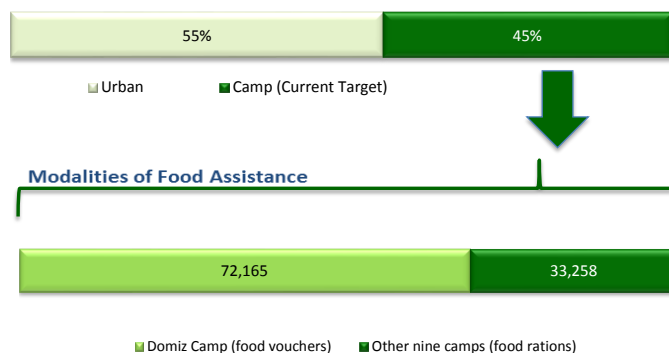 55% 45%
Urban Camp (Current Target)
Modalities of Food Assistance
72,165 33,258
Domiz Camp (food vouchers) Other nine camps (food rations)